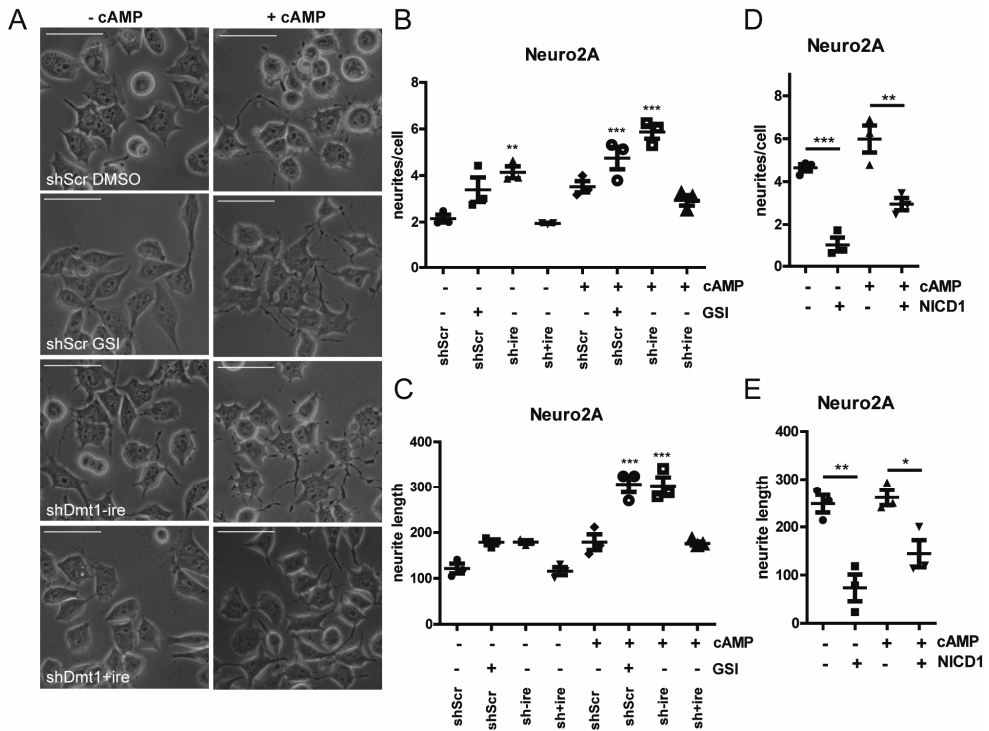 A
- cAMP
+ cAMP
shScr DMSO
shScr GSI
shDmt1-ire
shDmt1+ire
B
Neuro2A
neurites/cell
8
6
4
2
0
** *** ***
- - - - + + + + cAMP
- + - - - + - - GSI
shScr shScr sh-ire sh+ire shScr shScr sh-ire sh+ire
C
Neuro2A
neurite length
400
300
200
100
0
*** ***
- - - - + + + + cAMP
- + - - - + - - GSI
shScr shScr sh-ire sh+ire shScr shScr sh-ire sh+ire
D
Neuro2A
neurites/cell
8
6
4
2
0
*** **
- - + + cAMP
- + - + NICD1
E
Neuro2A
neurite length
400
300
200
100
0
** *
- - + + cAMP
- + - + NICD1